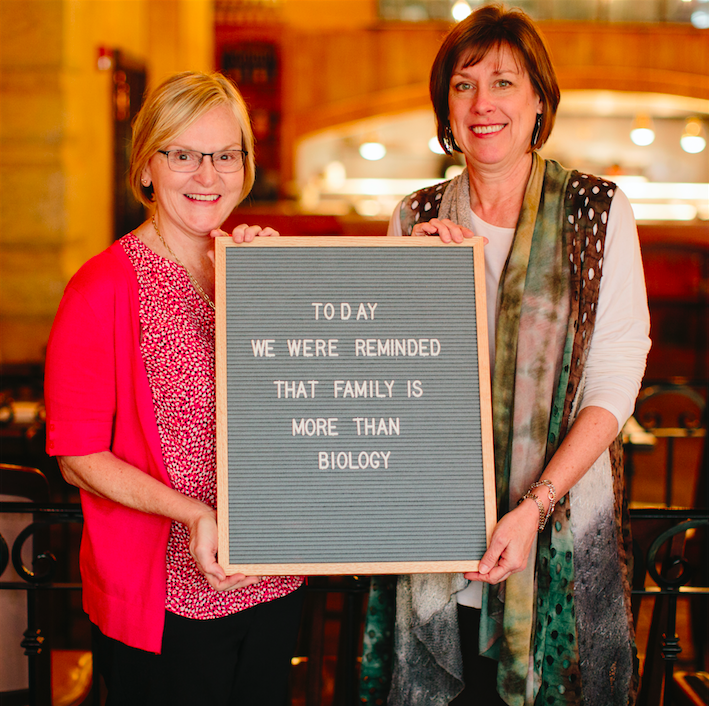 TODAY
WE WERE REMINDED
THAT FAMILY IS
MORE THAN
BIOLOGY